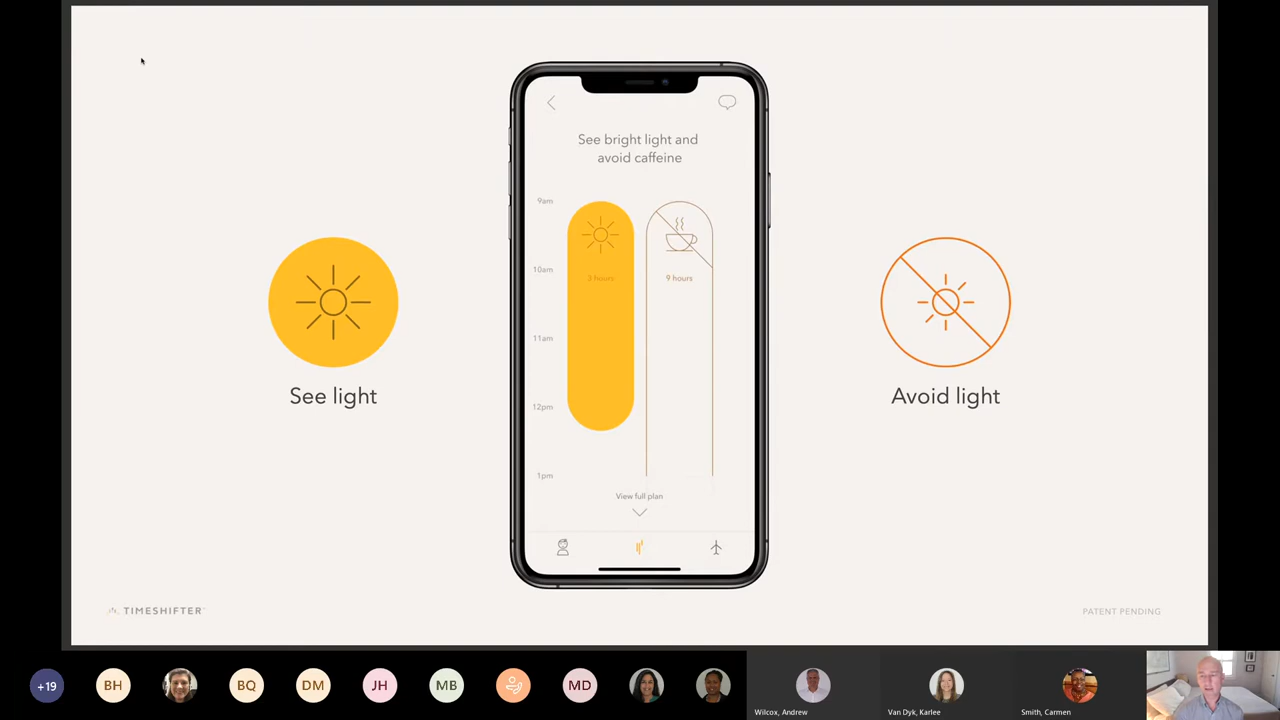 See bright light and
avoid caffeine
9am
3 hours
9 hours
10am
11am
12pm
1pm
View full plan
See light
Avoid light
TIMESHIFTER
PATENT PENDING
+19
BH
BQ
DM
JH
MB
MD
Wilcox, Andrew
Van Dyk, Karlee
Smith, Carmen